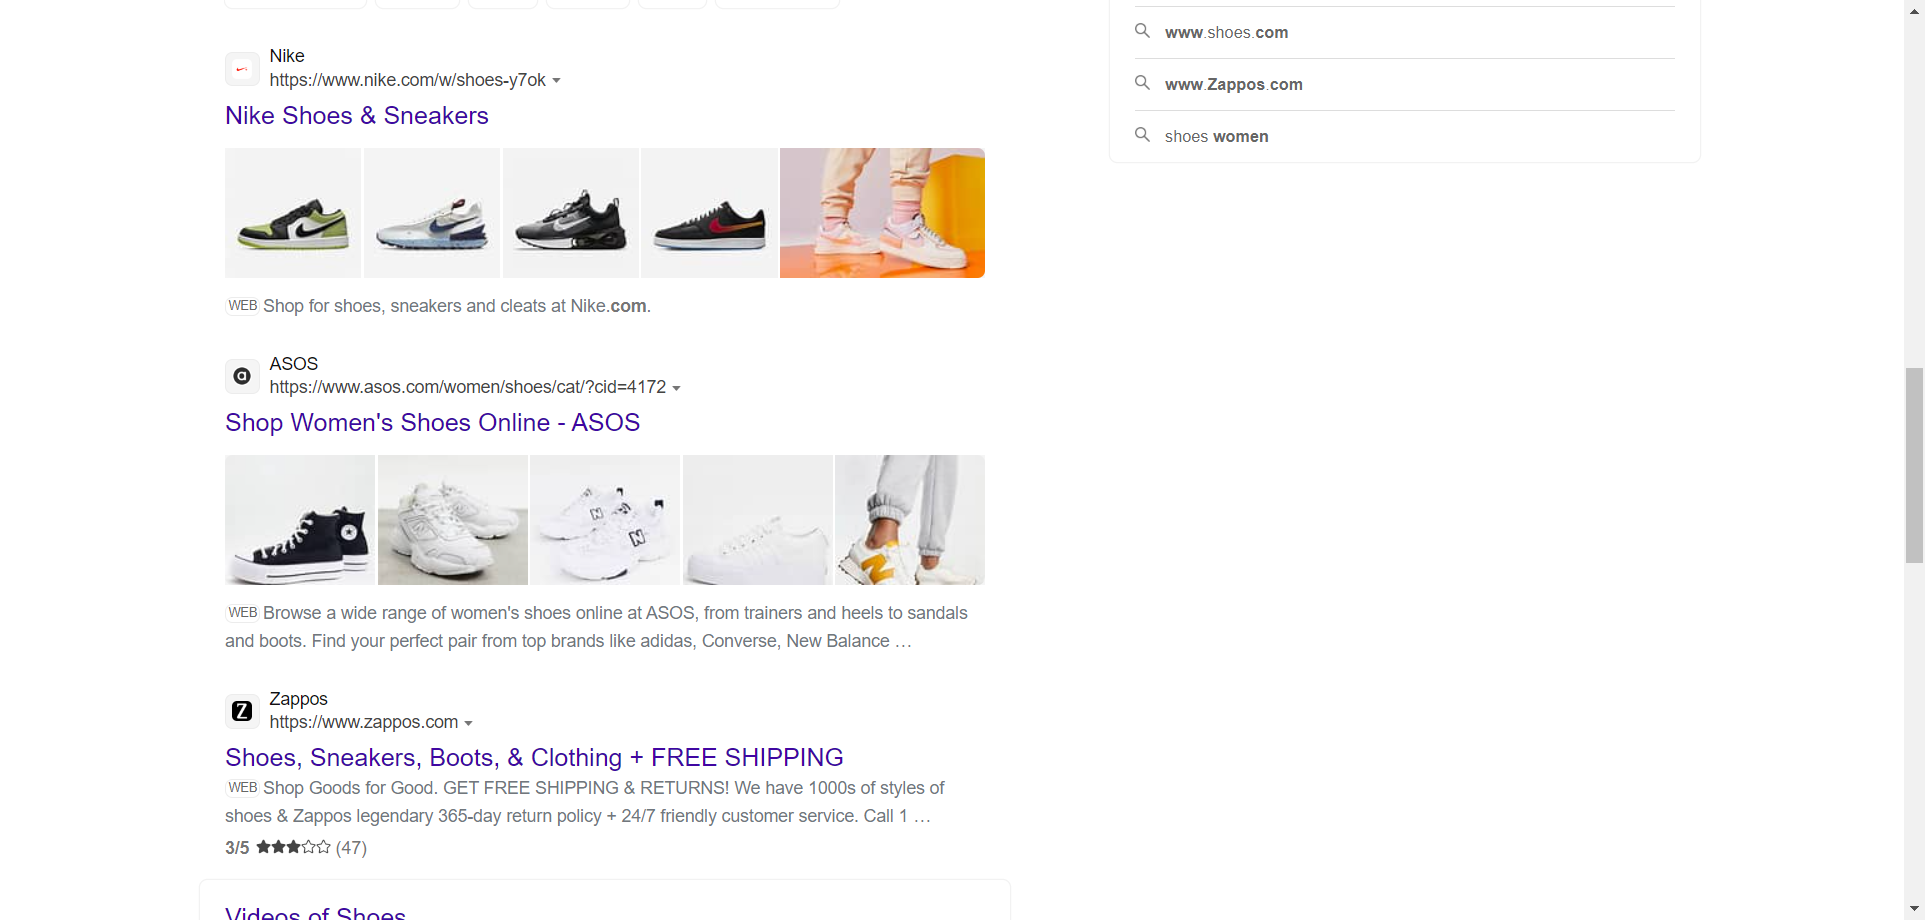 Nike
https://www.nike.com/w/shoes-y7ok
Nike Shoes & Sneakers
WEB Shop for shoes, sneakers and cleats at Nike.com.
ASOS
https://www.asos.com/women/shoes/cat/?cid=4172
Shop Women's Shoes Online - ASOS
WEB Browse a wide range of women's shoes online at ASOS, from trainers and heels to sandals
and boots. Find your perfect pair from top brands like adidas, Converse, New Balance …
Zappos
https://www.zappos.com
Shoes, Sneakers, Boots, & Clothing + FREE SHIPPING
WEB Shop Goods for Good. GET FREE SHIPPING & RETURNS! We have 1000s of styles of
shoes & Zappos legendary 365-day return policy + 24/7 friendly customer service. Call 1 …
3/5 ★★★☆☆ (47)
Videos of Shoes
www.shoes.com
www.Zappos.com
shoes women